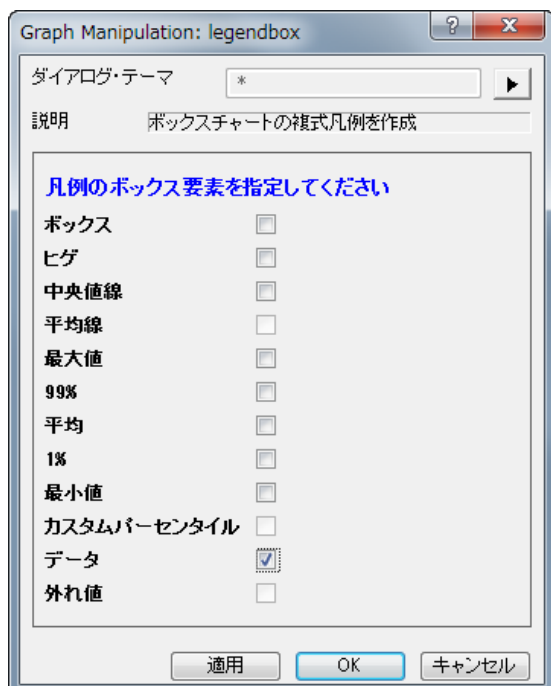 Graph Manipulation: legendbox
ダイアログ・テーマ *
説明 ボックスチャートの複式凡例を作成
凡例のボックス要素を指定してください
ボックス
ヒゲ
中央値線
平均線
最大値
99%
平均
1%
最小値
カスタムパーセンタイル
データ
外れ値
適用 OK キャンセル